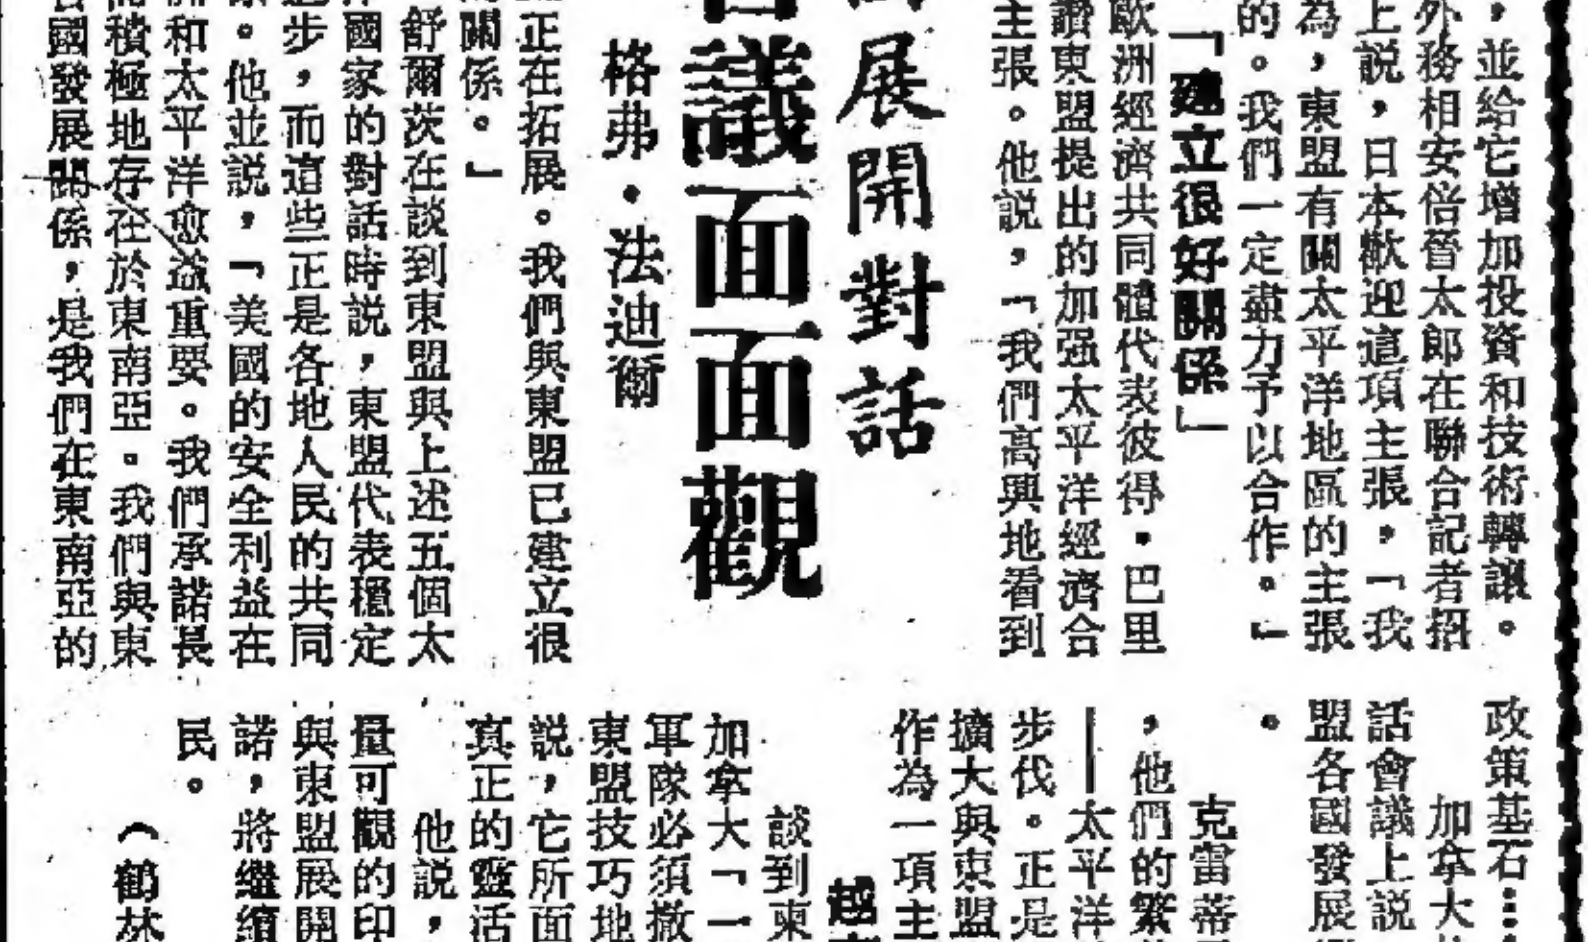 ，並給它增加投資和技術轉讓。
外務相安倍晉太郎在聯合記者招
上説，日本歡迎這項主張，「我
為，東盟有關太平洋地區的主張
的。我們一定盡力予以合作。」
「建立很好關係」
歐洲經濟共同體代表彼得·巴里
讚東盟提出的加强太平洋經濟合
主張。他説，「我們高興地看到
展開對話
議面面觀
格弗·法迪爾
正在拓展。我們與東盟已建立很
關係。」
舒爾茨在談到東盟與上述五個太
國家的對話時説，東盟代表穩定
步，而這些正是各地人民的共同
。他並説，「美國的安全利益在
和太平洋愈益重要。我們承諾長
積極地存在於東南亞。我們與東
國發展關係，是我們在東南亞的
政策基石……
加拿大
話會議上説
盟各國發展
。
克雷蒂
，他們的繁
——太平洋
步伐。正是
擴大與東盟
作為一項主
越
談到柬
加拿大「一
軍隊必須撤
東盟技巧地
説，它所面
真正的靈活
他説，
量可觀的印
與東盟展開
諾，將繼續
民。
（鶴林